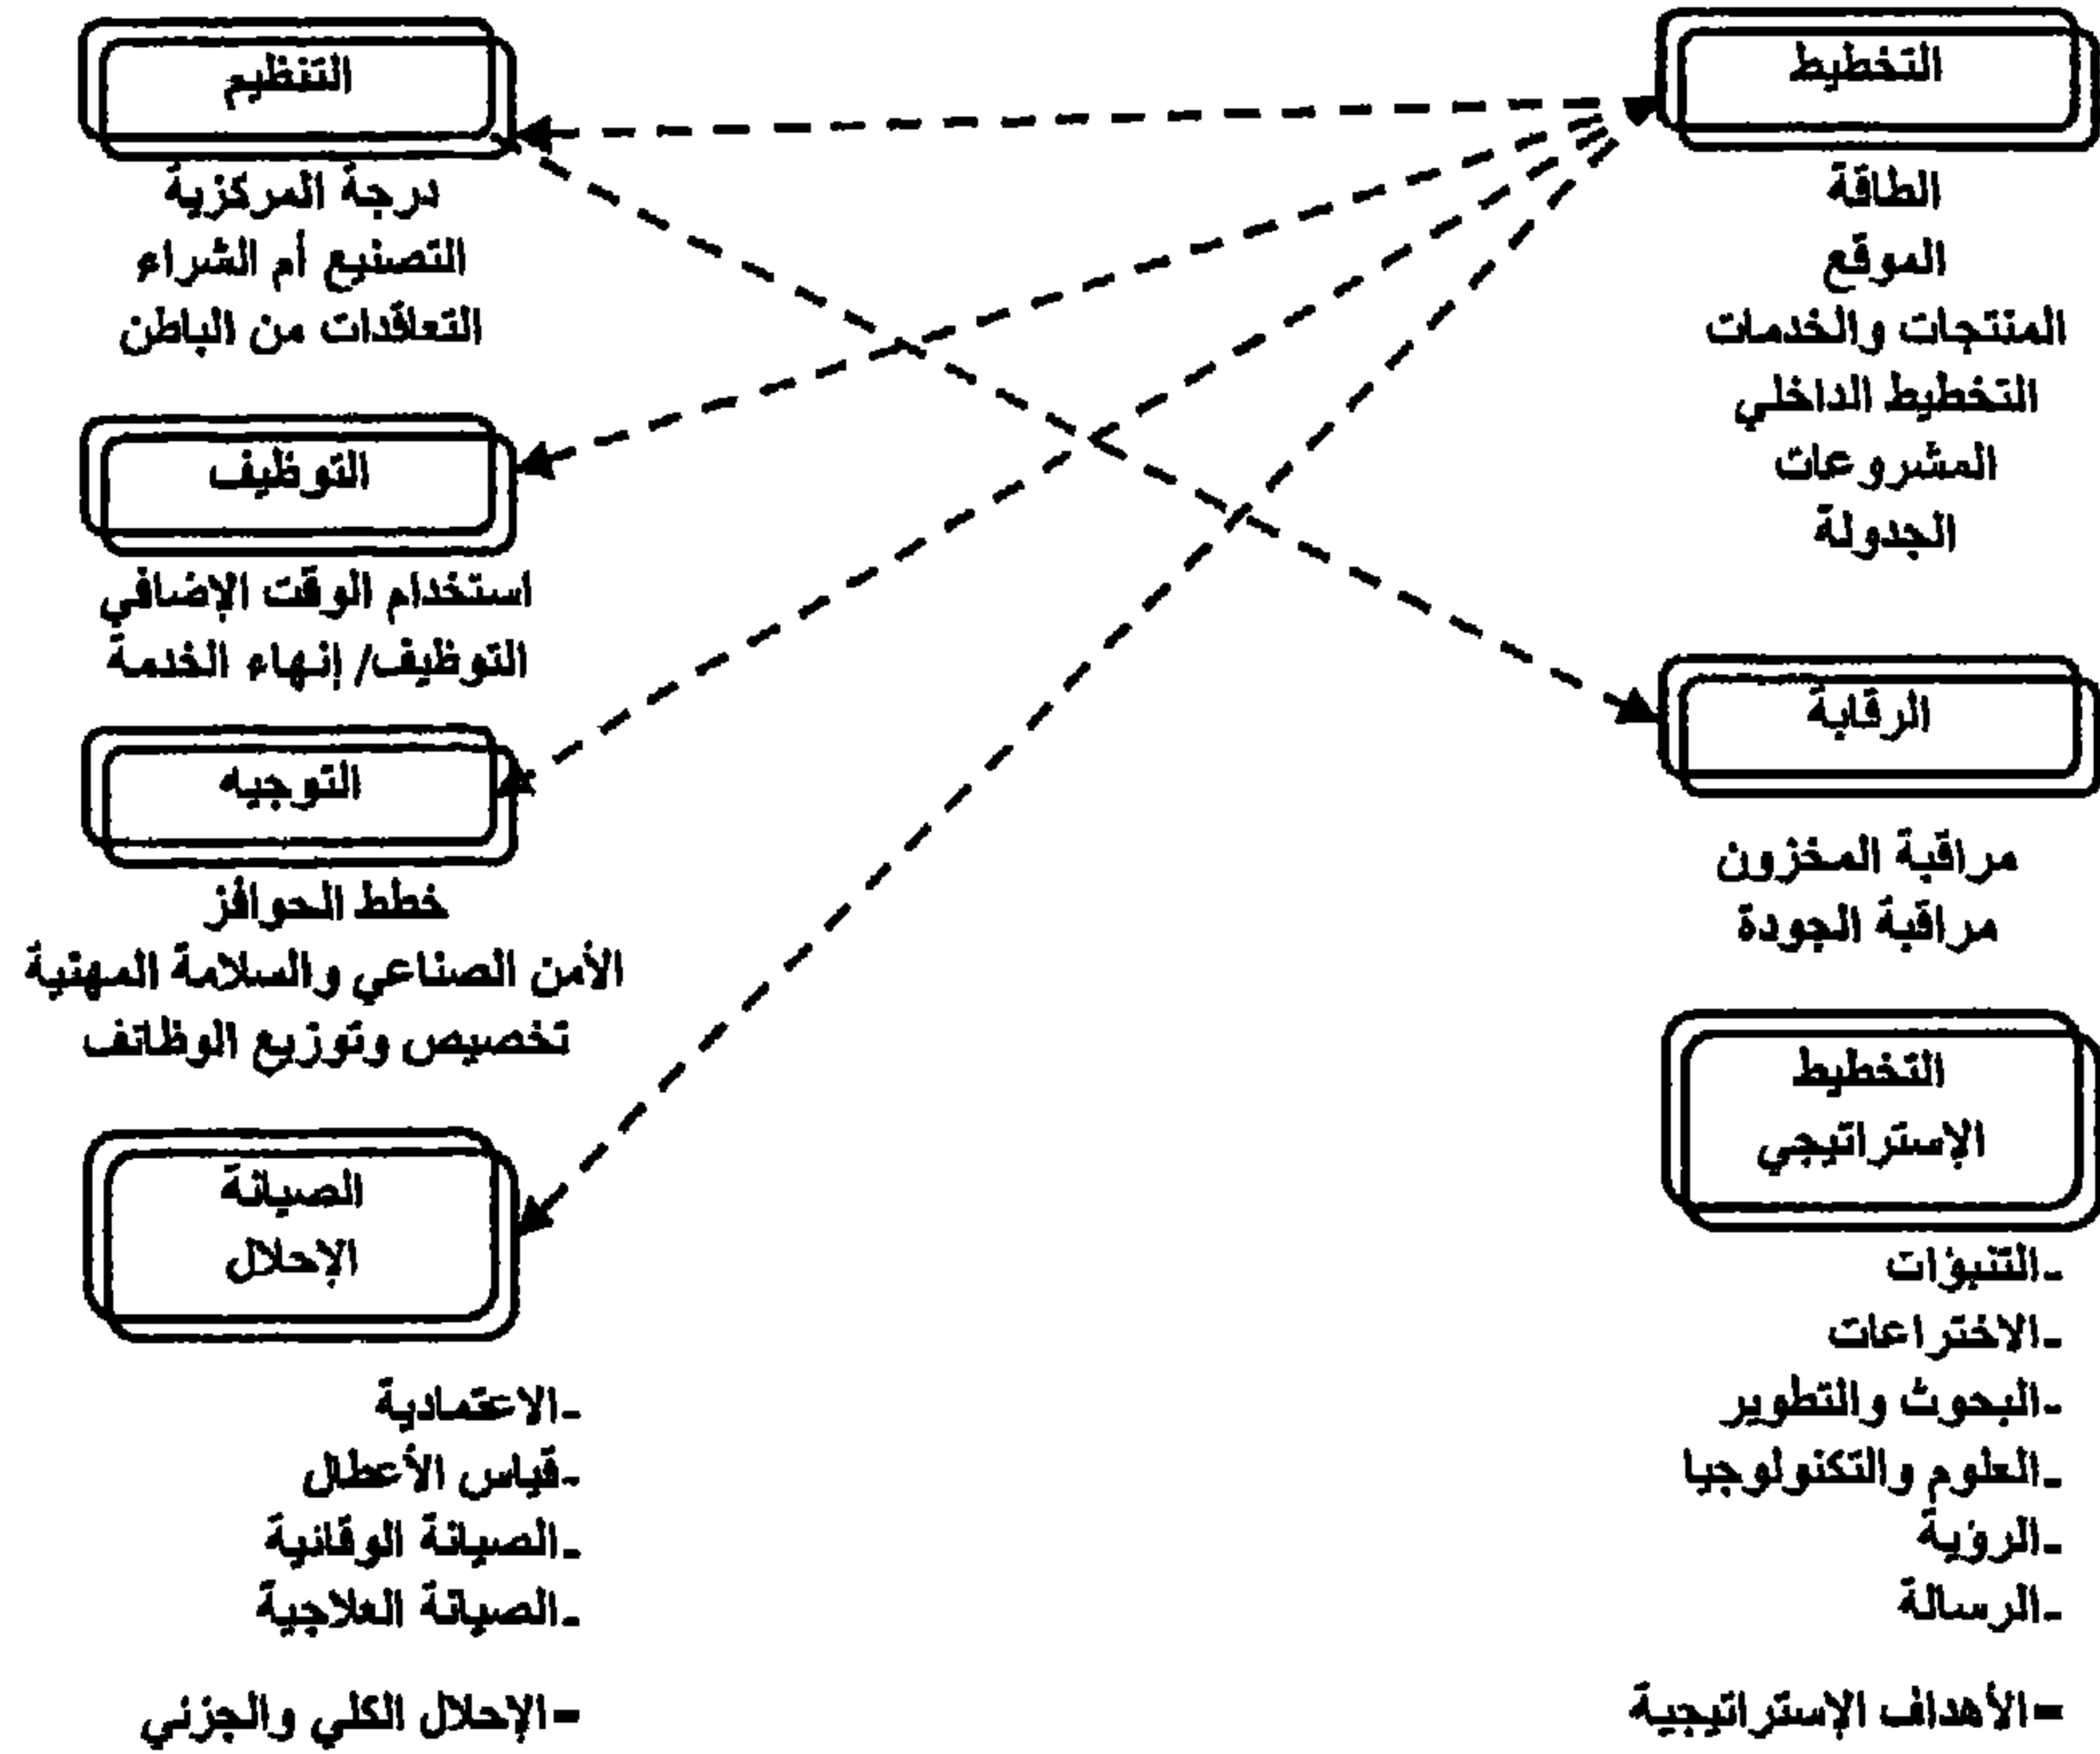 التخطيط
الطاقة
الموقع
المنتجات والخدمات
التخطيط الداخلي
المشروعات
الجدولة
الرقابة
مراقبة المخزون
مراقبة الجودة
التخطيط
الإستراتيجي
-التنبؤات
-الاختراعات
-البحوث والتطوير
-العلوم والتكنولوجيا
-الرؤية
-الرسالة
-الأهداف الإستراتيجية
التنظيم
درجة المركزية
التصنيع أم الشراء
التعاقدات من الباطن
التوظيف
استخدام الوقت الإضافي
التوظيف/ إنهاء الخدمة
التوجيه
خطط الحوافز
الأمن الصناعي والسلامة المهنية
تخصيص وتوزيع الوظائف
الصيانة
الإحلال
-الاعتمادية
-قياس الأعطال
-الصيانة الوقائية
-الصيانة العلاجية
-الإحلال الكلي والجزئي